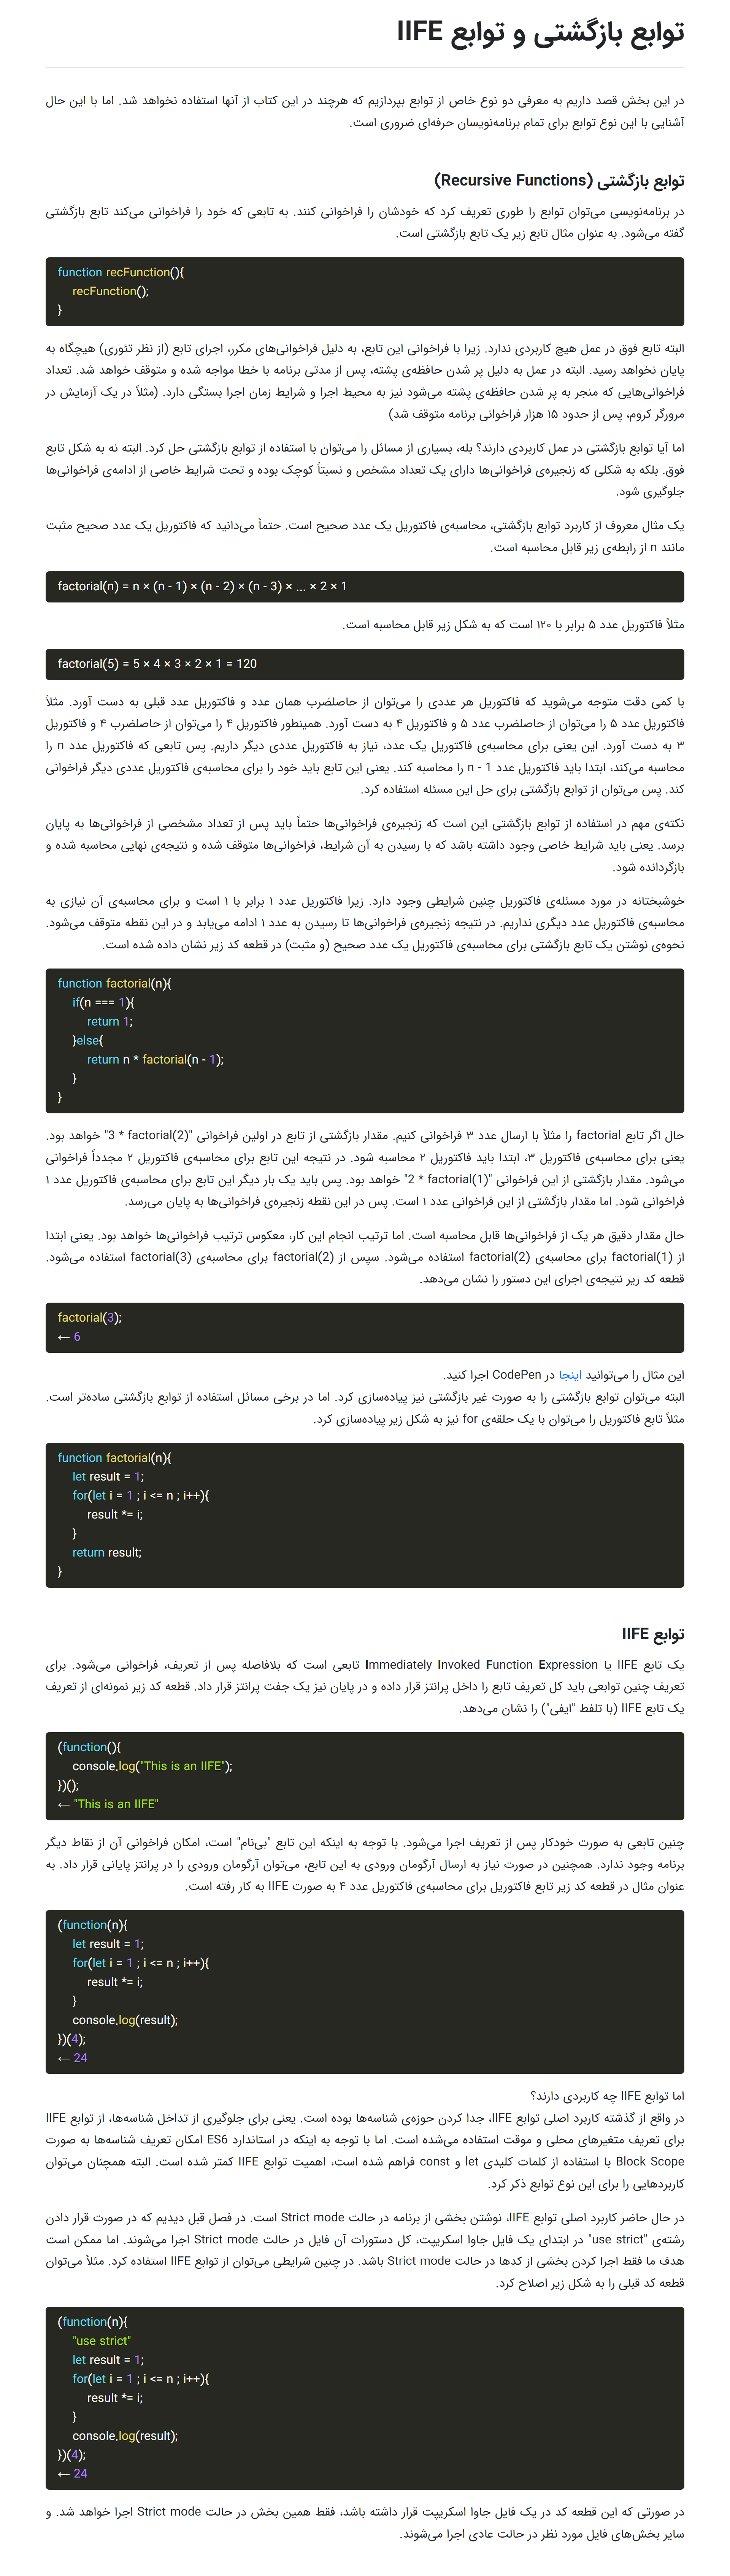 توابع بازگشتی و توابع IIFE
در این بخش قصد داریم به معرفی دو نوع خاص از توابع بپردازیم که هرچند در این کتاب از آنها استفاده نخواهد شد. اما با این حال
آشنایی با این نوع توابع برای تمام برنامه‌نویسان حرفه‌ای ضروری است.
توابع بازگشتی (Recursive Functions)
در برنامه‌نویسی می‌توان توابع را طوری تعریف کرد که خودشان را فراخوانی کنند. به تابعی که خود را فراخوانی می‌کند تابع بازگشتی
گفته می‌شود. به عنوان مثال تابع زیر یک تابع بازگشتی است.
function recFunction(){
recFunction();
}
البته تابع فوق در عمل هیچ کاربردی ندارد. زیرا با فراخوانی این تابع، به دلیل فراخوانی‌های مکرر، اجرای تابع (از نظر تئوری) هیچگاه به
پایان نخواهد رسید. البته در عمل به دلیل پر شدن حافظه‌ی پشته، پس از مدتی برنامه با خطا مواجه شده و متوقف خواهد شد. تعداد
فراخوانی‌هایی که منجر به پر شدن حافظه‌ی پشته می‌شود نیز به محیط اجرا و شرایط زمان اجرا بستگی دارد. (مثلاً در یک آزمایش در
مرورگر کروم، پس از حدود ۱۵ هزار فراخوانی برنامه متوقف شد)
اما آیا توابع بازگشتی در عمل کاربردی دارند؟ بله، بسیاری از مسائل را می‌توان با استفاده از توابع بازگشتی حل کرد. البته نه به شکل تابع
فوق. بلکه به شکلی که زنجیره‌ی فراخوانی‌ها دارای یک تعداد مشخص و نسبتاً کوچک بوده و تحت شرایط خاصی از ادامه‌ی فراخوانی‌ها
جلوگیری شود.
یک مثال معروف از کاربرد توابع بازگشتی، محاسبه‌ی فاکتوریل یک عدد صحیح است. حتماً می‌دانید که فاکتوریل یک عدد صحیح مثبت
مانند n از رابطه‌ی زیر قابل محاسبه است.
factorial(n) = n × (n - 1) × (n - 2) × (n - 3) × ... × 2 × 1
مثلاً فاکتوریل عدد ۵ برابر با ۱۲۰ است که به شکل زیر قابل محاسبه است.
factorial(5) = 5 × 4 × 3 × 2 × 1 = 120
با کمی دقت متوجه می‌شوید که فاکتوریل هر عددی را می‌توان از حاصلضرب همان عدد و فاکتوریل عدد قبلی به دست آورد. مثلاً
فاکتوریل عدد ۵ را می‌توان از حاصلضرب عدد ۵ و فاکتوریل ۴ به دست آورد. همینطور فاکتوریل ۴ را می‌توان از حاصلضرب ۴ و فاکتوریل
۳ به دست آورد. این یعنی برای محاسبه‌ی فاکتوریل یک عدد، نیاز به فاکتوریل عددی دیگر داریم. پس تابعی که فاکتوریل عدد n را
محاسبه می‌کند، ابتدا باید فاکتوریل عدد n - 1 را محاسبه کند. یعنی این تابع باید خود را برای محاسبه‌ی فاکتوریل عددی دیگر فراخوانی
کند. پس می‌توان از توابع بازگشتی برای حل این مسئله استفاده کرد.
نکته‌ی مهم در استفاده از توابع بازگشتی این است که زنجیره‌ی فراخوانی‌ها حتماً باید پس از تعداد مشخصی از فراخوانی‌ها به پایان
برسد. یعنی باید شرایط خاصی وجود داشته باشد که با رسیدن به آن شرایط، فراخوانی‌ها متوقف شده و نتیجه‌ی نهایی محاسبه شده و
بازگردانده شود.
خوشبختانه در مورد مسئله‌ی فاکتوریل چنین شرایطی وجود دارد. زیرا فاکتوریل عدد ۱ برابر با ۱ است و برای محاسبه‌ی آن نیازی به
محاسبه‌ی فاکتوریل عدد دیگری نداریم. در نتیجه زنجیره‌ی فراخوانی‌ها تا رسیدن به عدد ۱ ادامه می‌یابد و در این نقطه متوقف می‌شود.
نحوه‌ی نوشتن یک تابع بازگشتی برای محاسبه‌ی فاکتوریل یک عدد صحیح (و مثبت) در قطعه کد زیر نشان داده شده است.
function factorial(n){
if(n === 1){
return 1;
}else{
return n * factorial(n - 1);
}
}
حال اگر تابع factorial را مثلاً با ارسال عدد ۳ فراخوانی کنیم. مقدار بازگشتی از تابع در اولین فراخوانی "3 * factorial(2)" خواهد بود.
یعنی برای محاسبه‌ی فاکتوریل ۳، ابتدا باید فاکتوریل ۲ محاسبه شود. در نتیجه این تابع برای محاسبه‌ی فاکتوریل ۲ مجدداً فراخوانی
می‌شود. مقدار بازگشتی از این فراخوانی "2 * factorial(1)" خواهد بود. پس باید یک بار دیگر این تابع برای محاسبه‌ی فاکتوریل عدد ۱
فراخوانی شود. اما مقدار بازگشتی از این فراخوانی عدد ۱ است. پس در این نقطه زنجیره‌ی فراخوانی‌ها به پایان می‌رسد.
حال مقدار دقیق هر یک از فراخوانی‌ها قابل محاسبه است. اما ترتیب انجام این کار، معکوس ترتیب فراخوانی‌ها خواهد بود. یعنی ابتدا
از factorial(1) برای محاسبه‌ی factorial(2) استفاده می‌شود. سپس از factorial(2) برای محاسبه‌ی factorial(3) استفاده می‌شود.
قطعه کد زیر نتیجه‌ی اجرای این دستور را نشان می‌دهد.
factorial(3);
← 6
این مثال را می‌توانید اینجا در CodePen اجرا کنید.
البته می‌توان توابع بازگشتی را به صورت غیر بازگشتی نیز پیاده‌سازی کرد. اما در برخی مسائل استفاده از توابع بازگشتی ساده‌تر است.
مثلاً تابع فاکتوریل را می‌توان با یک حلقه‌ی for نیز به شکل زیر پیاده‌سازی کرد.
function factorial(n){
let result = 1;
for(let i = 1 ; i <= n ; i++){
result *= i;
}
return result;
}
توابع IIFE
یک تابع IIFE یا Immediately Invoked Function Expression تابعی است که بلافاصله پس از تعریف، فراخوانی می‌شود. برای
تعریف چنین توابعی باید کل تعریف تابع را داخل پرانتز قرار داده و در پایان نیز یک جفت پرانتز قرار داد. قطعه کد زیر نمونه‌ای از تعریف
یک تابع IIFE (با تلفظ "ایفی") را نشان می‌دهد.
(function(){
console.log("This is an IIFE");
})();
← "This is an IIFE"
چنین تابعی به صورت خودکار پس از تعریف اجرا می‌شود. با توجه به اینکه این تابع "بی‌نام" است، امکان فراخوانی آن از نقاط دیگر
برنامه وجود ندارد. همچنین در صورت نیاز به ارسال آرگومان ورودی به این تابع، می‌توان آرگومان ورودی را در پرانتز پایانی قرار داد. به
عنوان مثال در قطعه کد زیر تابع فاکتوریل برای محاسبه‌ی فاکتوریل عدد ۴ به صورت IIFE به کار رفته است.
(function(n){
let result = 1;
for(let i = 1 ; i <= n ; i++){
result *= i;
}
console.log(result);
})(4);
← 24
اما توابع IIFE چه کاربردی دارند؟
در واقع از گذشته کاربرد اصلی توابع IIFE، جدا کردن حوزه‌ی شناسه‌ها بوده است. یعنی برای جلوگیری از تداخل شناسه‌ها، از توابع IIFE
برای تعریف متغیرهای محلی و موقت استفاده می‌شده است. اما با توجه به اینکه در استاندارد ES6 امکان تعریف شناسه‌ها به صورت
Block Scope با استفاده از کلمات کلیدی let و const فراهم شده است، اهمیت توابع IIFE کمتر شده است. البته همچنان می‌توان
کاربردهایی را برای این نوع توابع ذکر کرد.
در حال حاضر کاربرد اصلی توابع IIFE، نوشتن بخشی از برنامه در حالت Strict mode است. در فصل قبل دیدیم که در صورت قرار دادن
رشته‌ی "use strict" در ابتدای یک فایل جاوا اسکریپت، کل دستورات آن فایل در حالت Strict mode اجرا می‌شوند. اما ممکن است
هدف ما فقط اجرا کردن بخشی از کدها در حالت Strict mode باشد. در چنین شرایطی می‌توان از توابع IIFE استفاده کرد. مثلاً می‌توان
قطعه کد قبلی را به شکل زیر اصلاح کرد.
(function(n){
"use strict"
let result = 1;
for(let i = 1 ; i <= n ; i++){
result *= i;
}
console.log(result);
})(4);
← 24
در صورتی که این قطعه کد در یک فایل جاوا اسکریپت قرار داشته باشد، فقط همین بخش در حالت Strict mode اجرا خواهد شد. و
سایر بخش‌های فایل مورد نظر در حالت عادی اجرا می‌شوند.